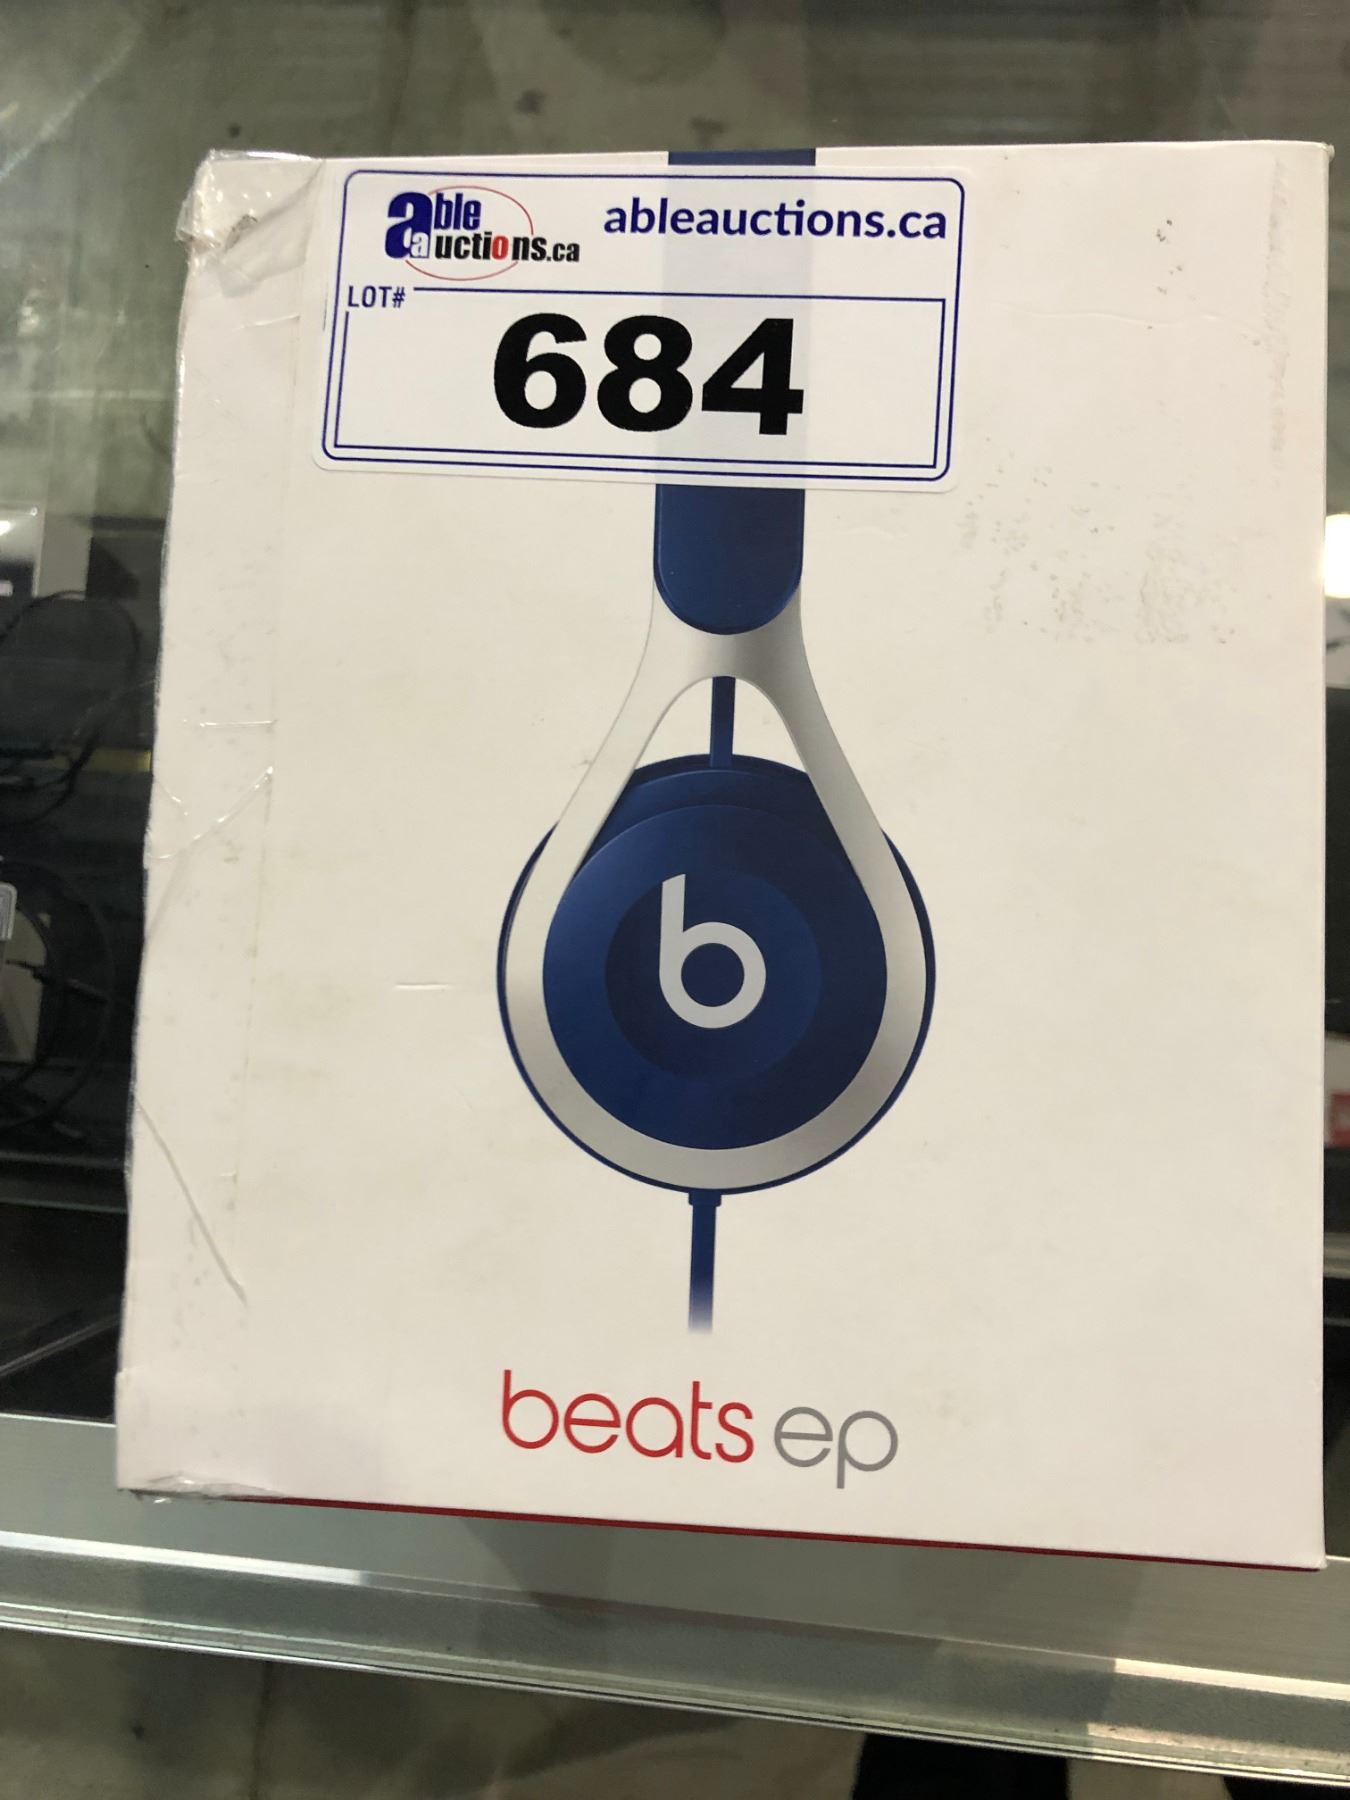 able auctions.ca
ableauctions.ca
LOT#
684
b
beats ep